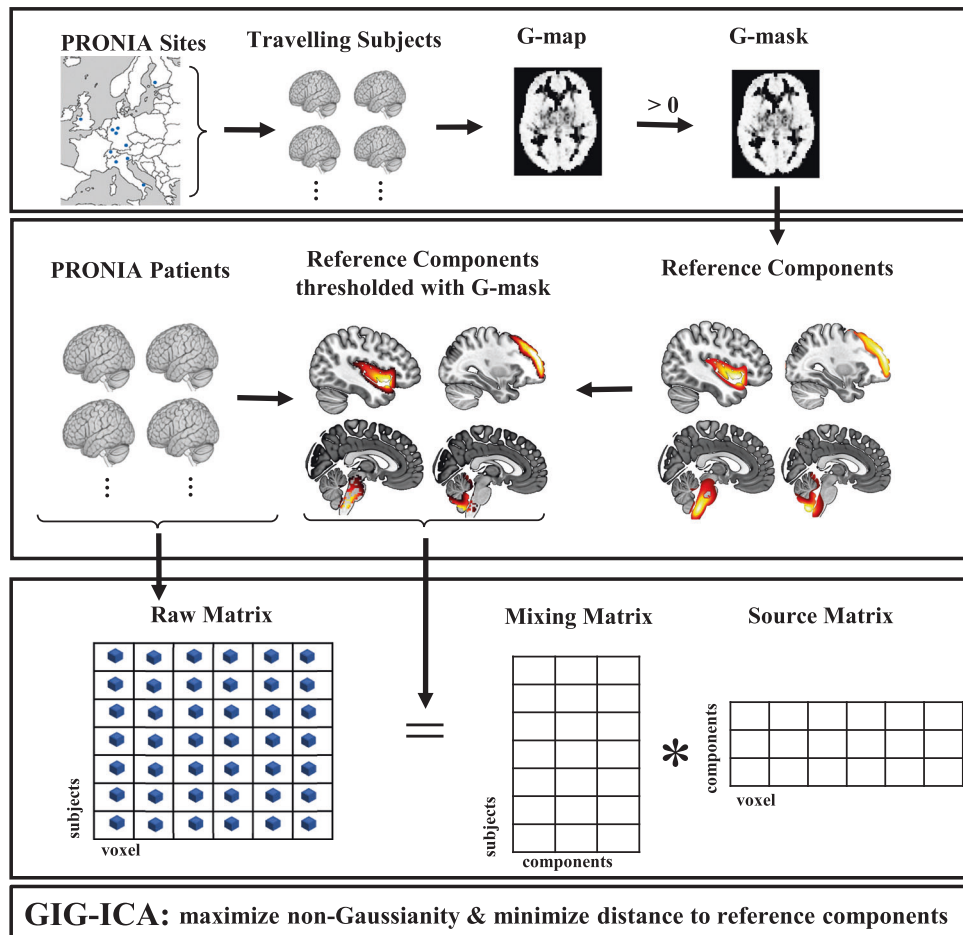 PRONIA Sites
Travelling Subjects
G-map
G-mask
> 0
PRONIA Patients
Reference Components
thresholded with G-mask
Reference Components
Raw Matrix
Mixing Matrix
Source Matrix
subjects
voxel
=
subjects
components
*
components
voxel
GIG-ICA: maximize non-Gaussianity & minimize distance to reference components